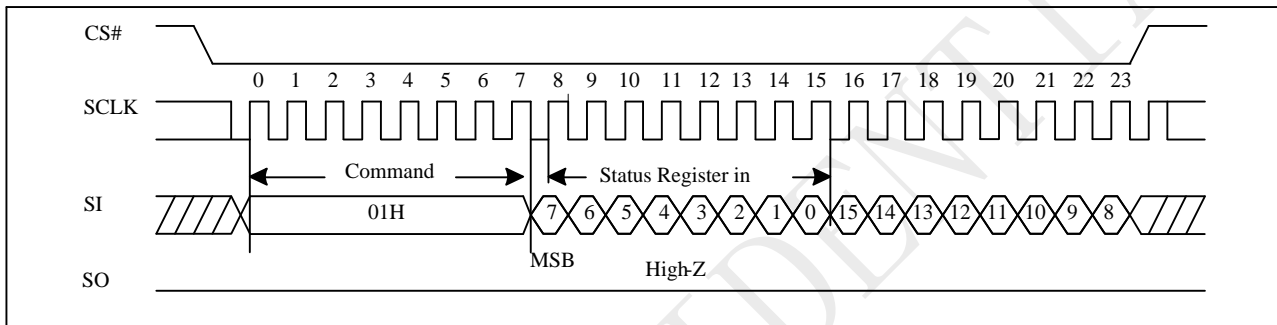 CS#
0 1 2 3 4 5 6 7 8 9 10 11 12 13 14 15 16 17 18 19 20 21 22 23
SCLK
Command Status Register in
SI 01H 7 6 5 4 3 2 1 0 15 14 13 12 11 10 9 8
MSB High-Z
SO